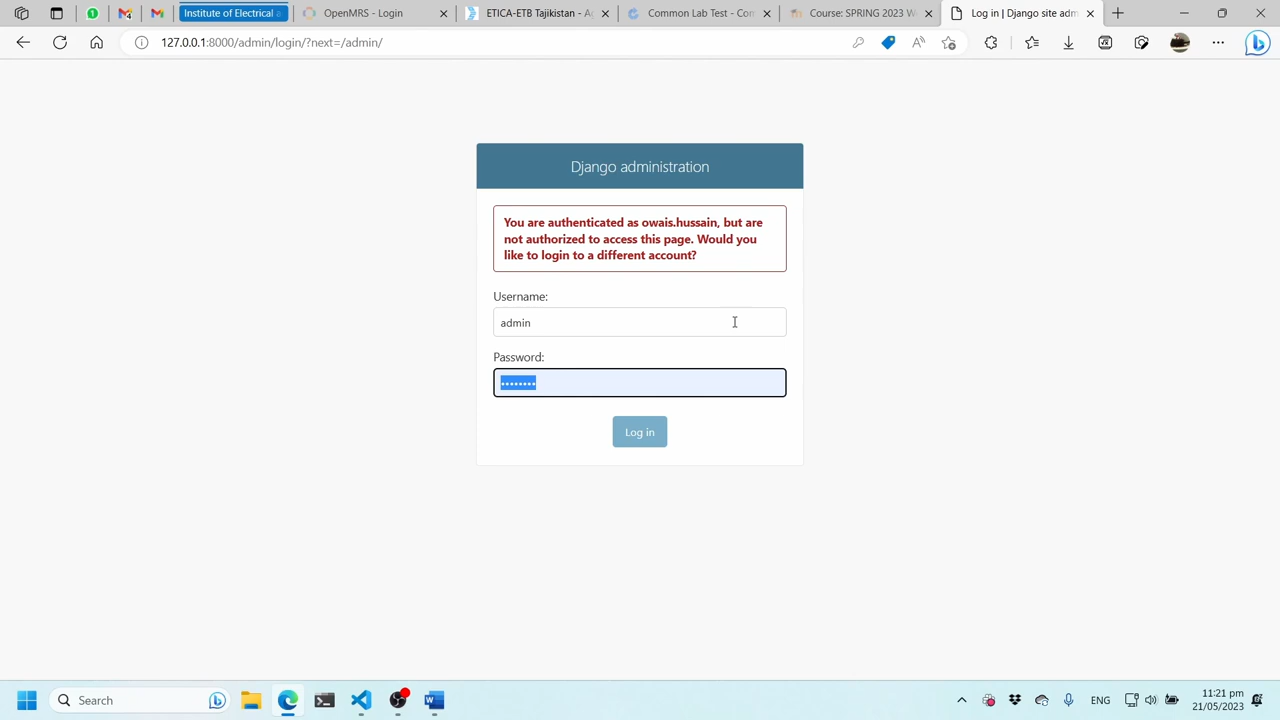 Institute of Electrical a
OpenMRS - Login
ETICA-ETB Tajikistan - Ag
Common Lab Test - Com
Course: SPRING 2
Log in | Django site adm
127.0.0.1:8000/admin/login/?next=/admin/
Django administration
You are authenticated as owais.hussain, but are
not authorized to access this page. Would you
like to login to a different account?
Username:
admin
Password:
Log in
Search
ENG
11:21 pm
21/05/2023